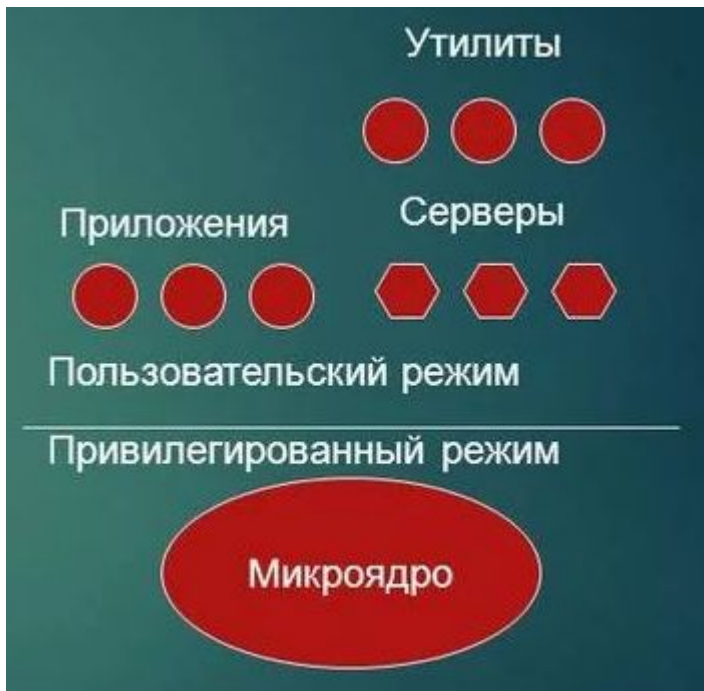 Утилиты
Приложения
Серверы
Пользовательский режим
Привилегированный режим
Микроядро